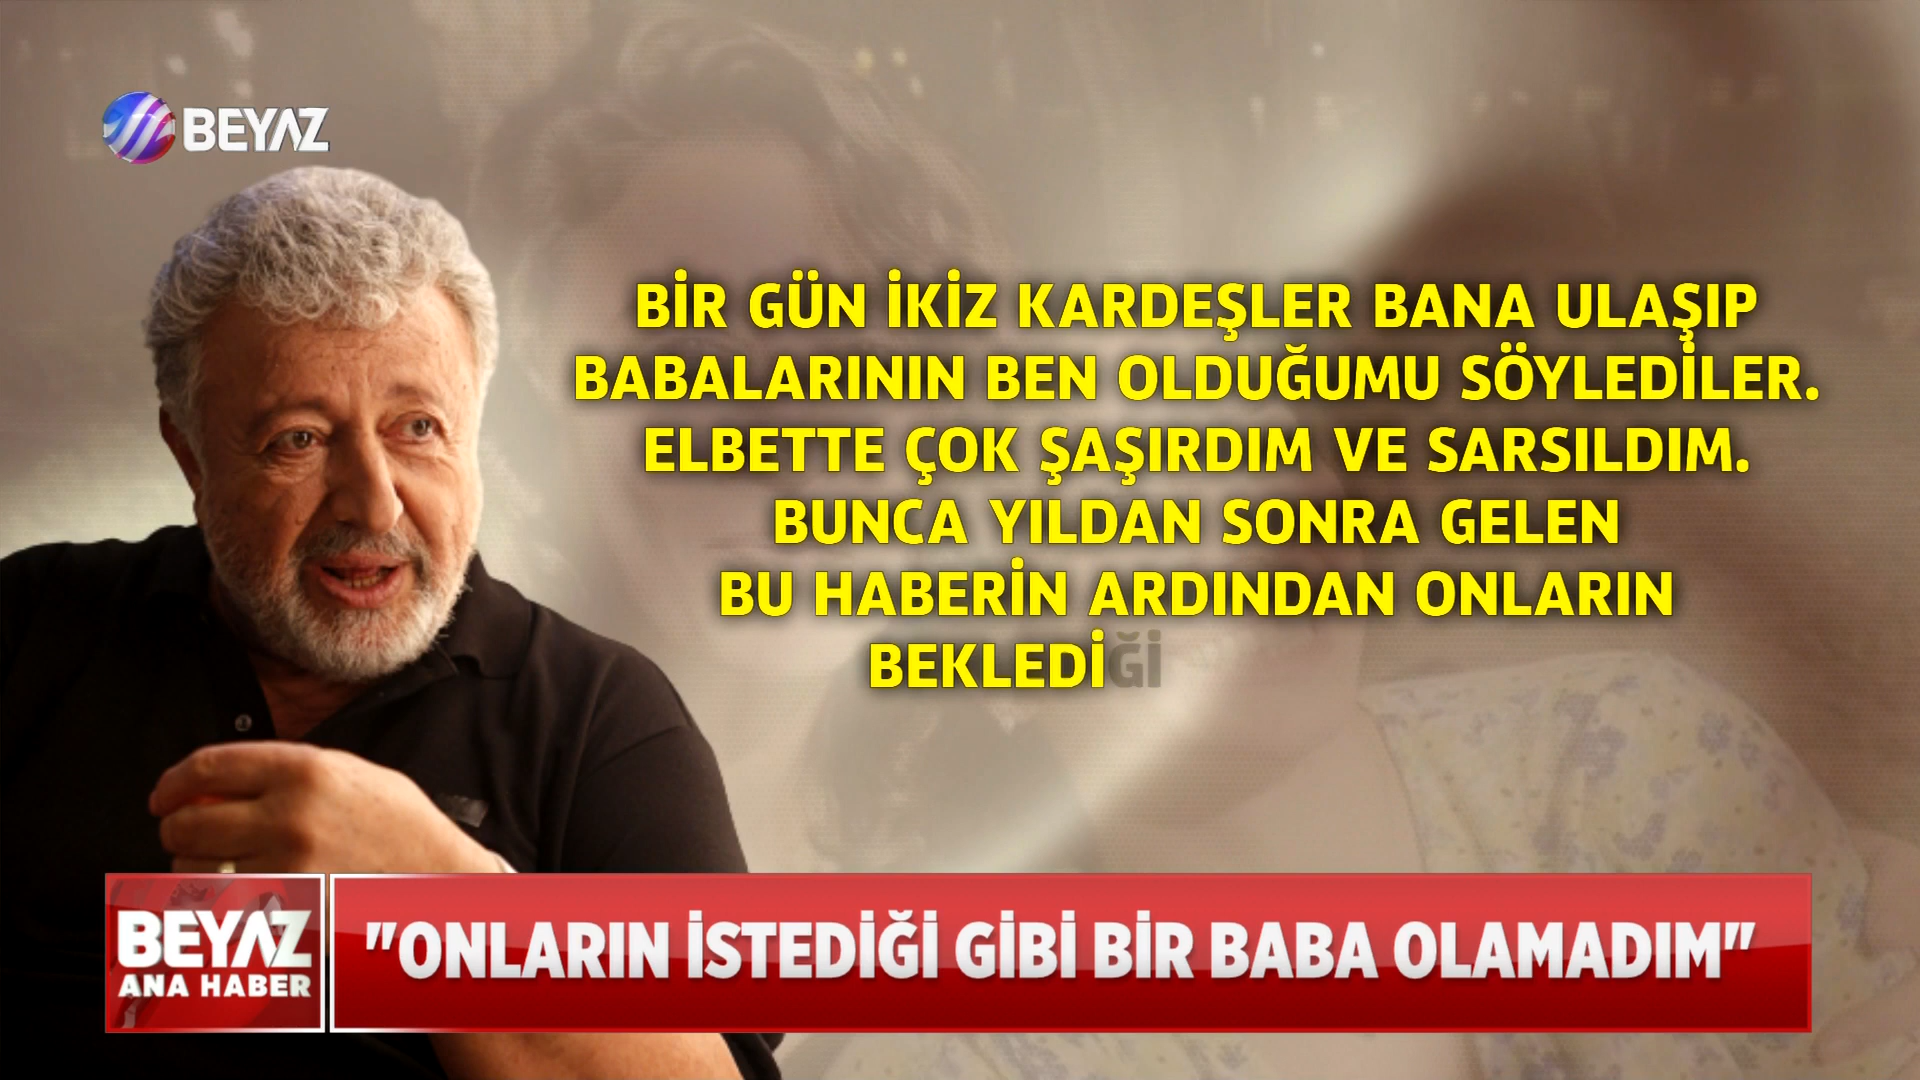 BEYAZ
BİR GÜN İKİZ KARDEŞLER BANA ULAŞIP
BABALARININ BEN OLDUĞUMU SÖYLEDİLER.
ELBETTE ÇOK ŞAŞIRDIM VE SARSILDIM.
BUNCA YILDAN SONRA GELEN
BU HABERİN ARDINDAN ONLARIN
BEKLEDİĞİ
BEYAZ
ANA HABER
"ONLARIN İSTEDİĞİ GİBİ BİR BABA OLAMADIM"